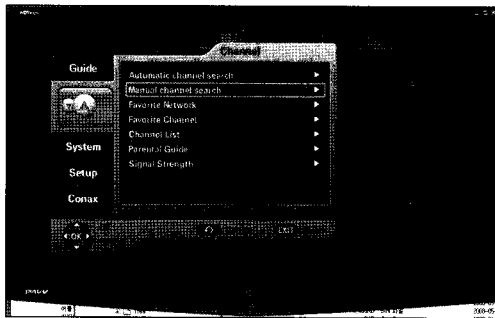 Channel
Guide
Automatic channel search
Manual channel search
Favorite Network
Favorite Channel
Channel List
Parental Guide
Signal Strength
System
Setup
Conax
OK
EXIT